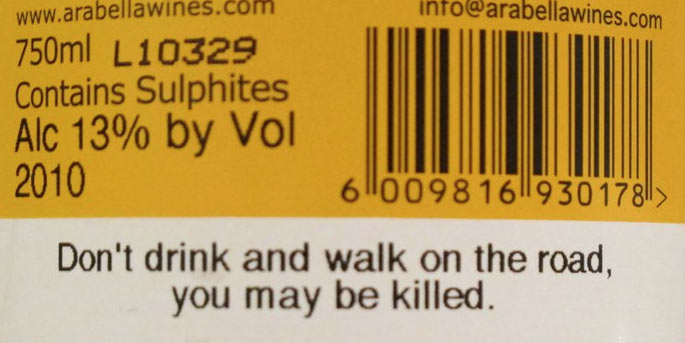 www.arabellawines.com
info@arabellawines.com
750ml L10329
Contains Sulphites
Alc 13% by Vol
2010
6 009816 930178 >
Don't drink and walk on the road,
you may be killed.